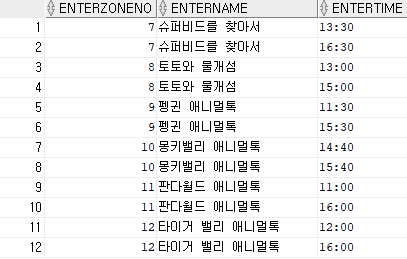 ENTERZONENO ENTERNAME ENTERTIME
1 7 슈퍼비드를 찾아서 13:30
2 7 슈퍼비드를 찾아서 16:30
3 8 토토와 물개섬 13:00
4 8 토토와 물개섬 15:00
5 9 펭귄 애니멀톡 11:30
6 9 펭귄 애니멀톡 15:30
7 10 몽키밸리 애니멀톡 14:40
8 10 몽키밸리 애니멀톡 15:40
9 11 판다월드 애니멀톡 11:00
10 11 판다월드 애니멀톡 16:00
11 12 타이거 밸리 애니멀톡 12:00
12 12 타이거 밸리 애니멀톡 16:00